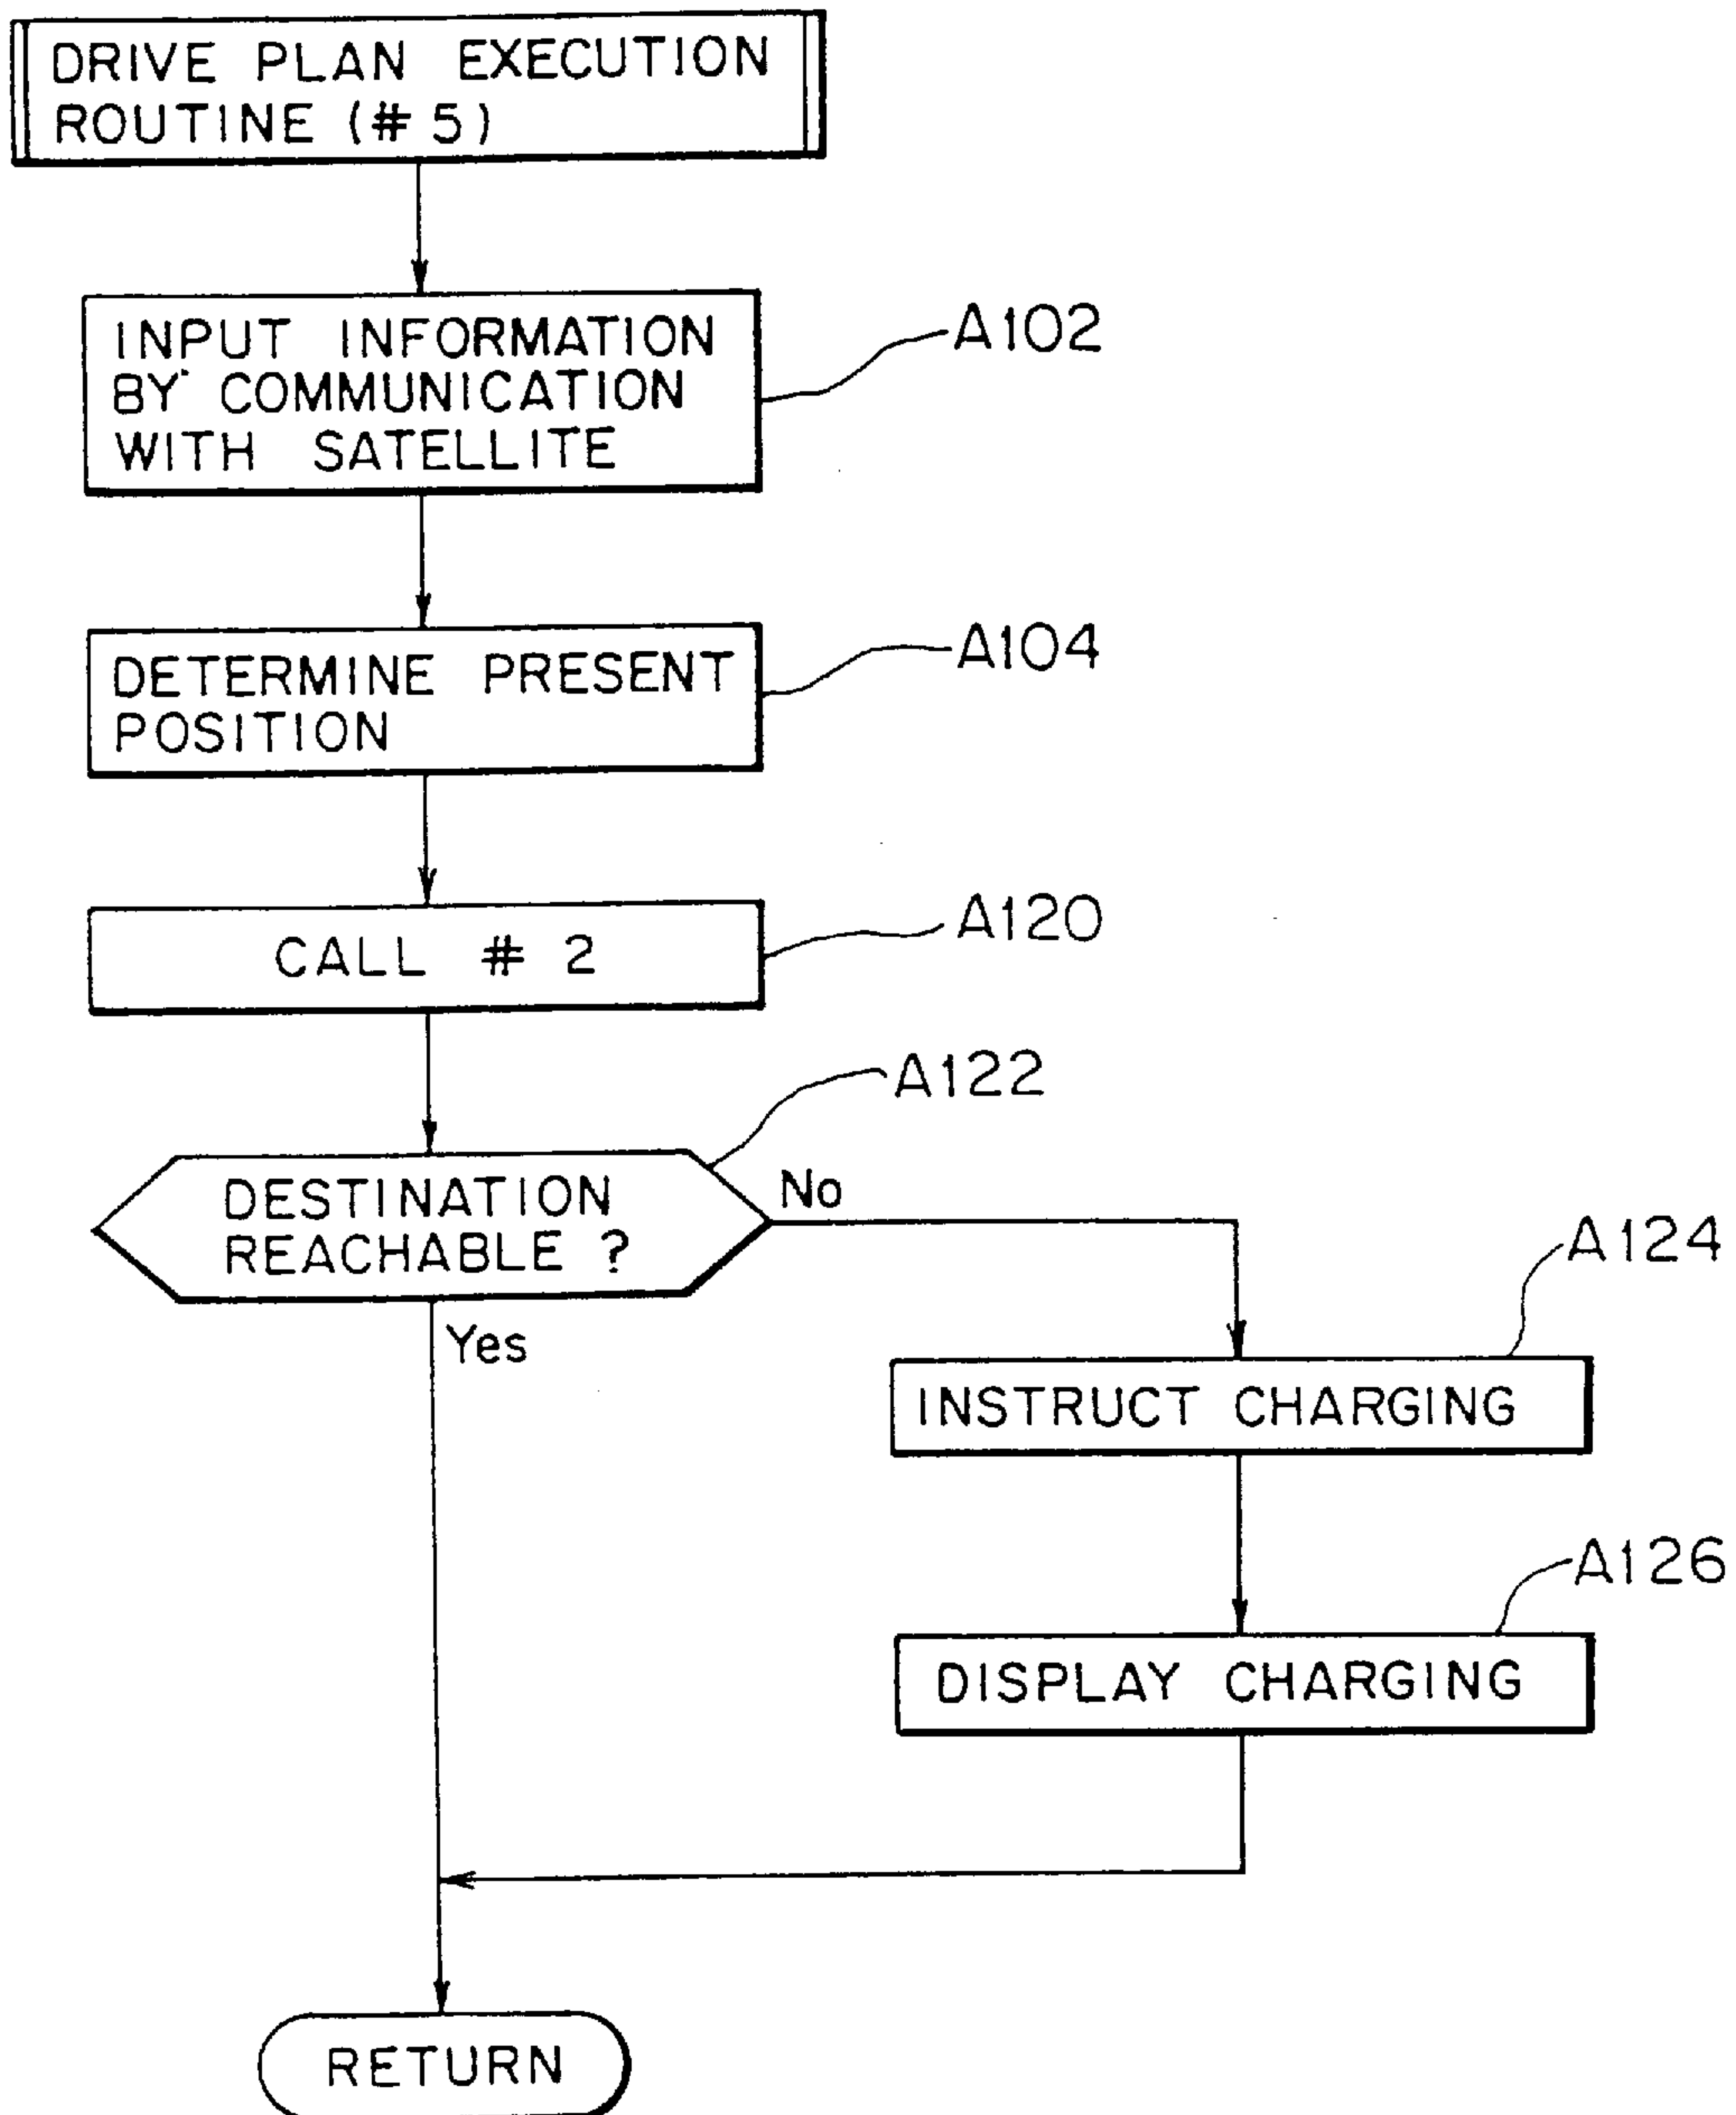 DRIVE PLAN EXECUTION
ROUTINE (# 5)
INPUT INFORMATION
BY COMMUNICATION
WITH SATELLITE
A102
DETERMINE PRESENT
POSITION
A104
CALL # 2
A120
A122
DESTINATION
REACHABLE ?
No
Yes
A124
INSTRUCT CHARGING
A126
DISPLAY CHARGING
RETURN